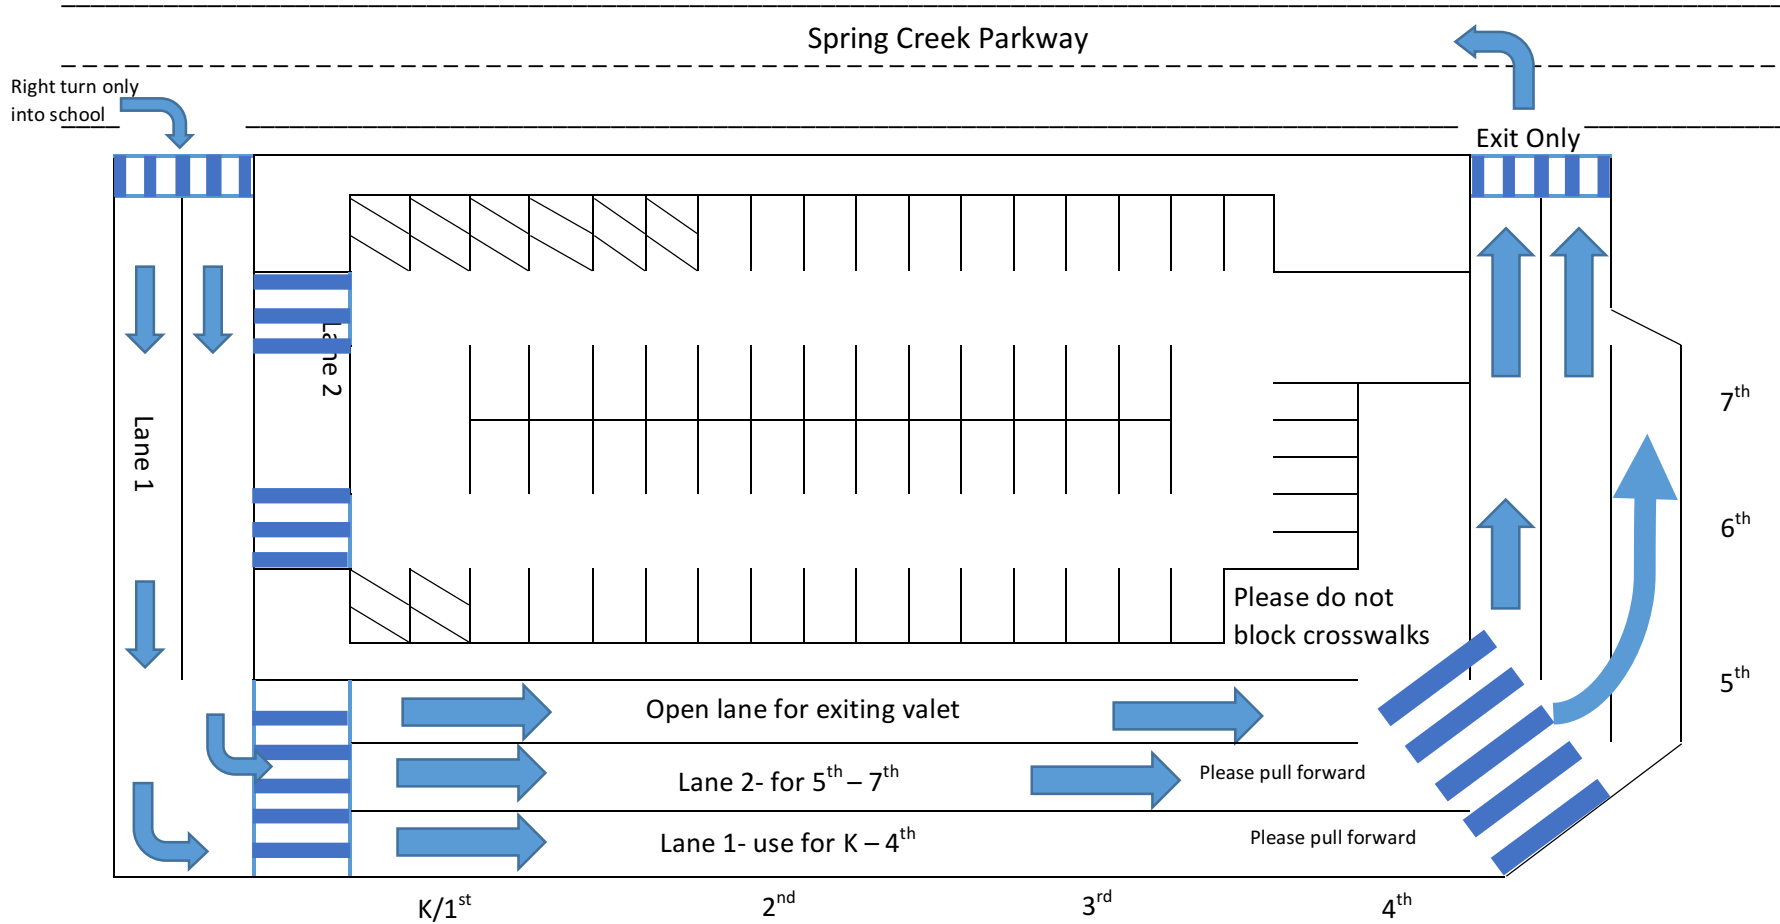 Spring Creek Parkway
Right turn only
into school
Exit Only
Lane 2
Lane 1
7th
6th
Please do not
block crosswalks
5th
Open lane for exiting valet
Lane 2- for 5th – 7th
Please pull forward
Lane 1- use for K – 4th
Please pull forward
K/1st
2nd
3rd
4th